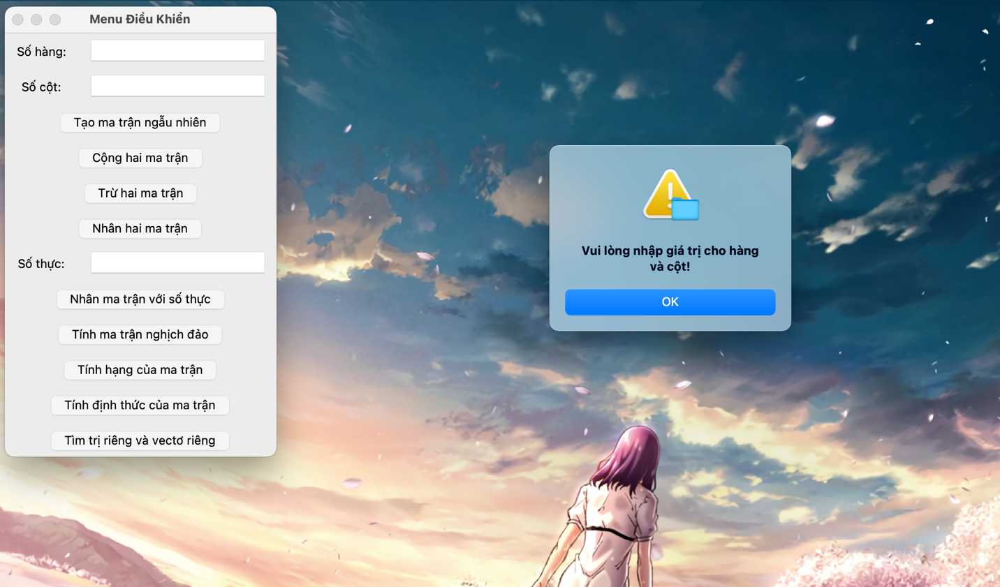 Menu Điều Khiển
Số hàng:
Số cột:
Tạo ma trận ngẫu nhiên
Cộng hai ma trận
Trừ hai ma trận
Nhân hai ma trận
Số thực:
Nhân ma trận với số thực
Tính ma trận nghịch đảo
Tính hạng của ma trận
Tính định thức của ma trận
Tìm trị riêng và vectơ riêng
Vui lòng nhập giá trị cho hàng
và cột!
OK